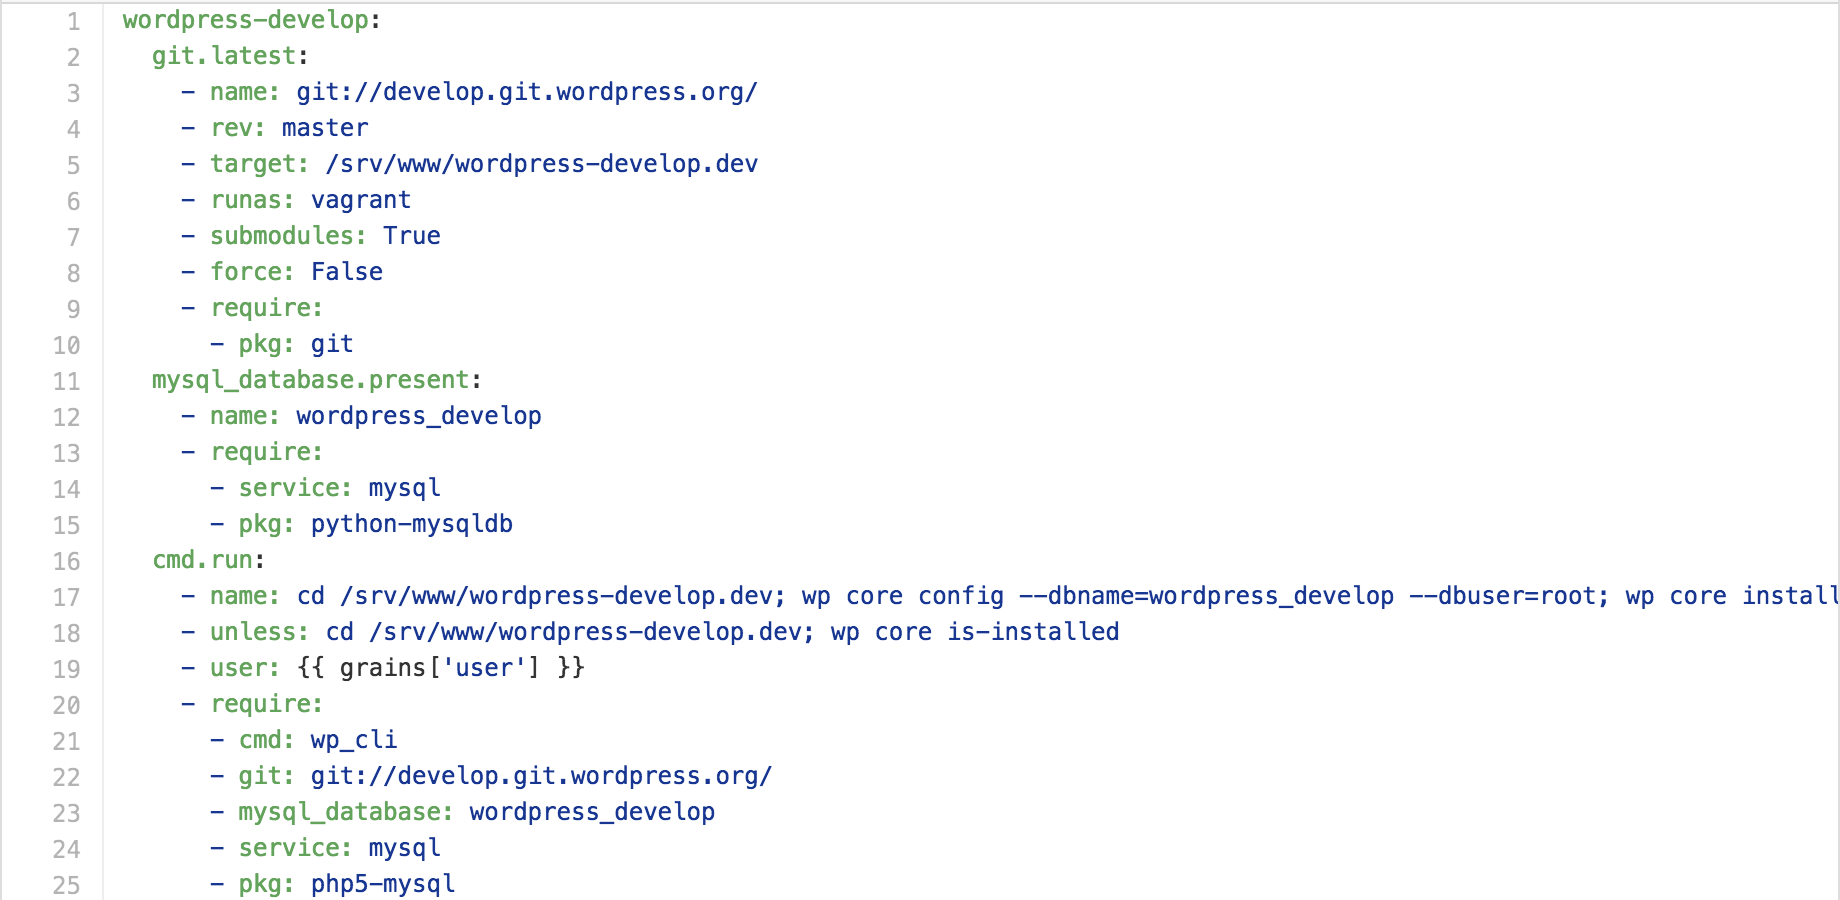 1 wordpress-develop:
2   git.latest:
3     - name: git://develop.git.wordpress.org/
4     - rev: master
5     - target: /srv/www/wordpress-develop.dev
6     - runas: vagrant
7     - submodules: True
8     - force: False
9     - require:
10       - pkg: git
11   mysql_database.present:
12     - name: wordpress_develop
13     - require:
14       - service: mysql
15       - pkg: python-mysqldb
16   cmd.run:
17     - name: cd /srv/www/wordpress-develop.dev; wp core config --dbname=wordpress_develop --dbuser=root; wp core install
18     - unless: cd /srv/www/wordpress-develop.dev; wp core is-installed
19     - user: {{ grains['user'] }}
20     - require:
21       - cmd: wp_cli
22       - git: git://develop.git.wordpress.org/
23       - mysql_database: wordpress_develop
24       - service: mysql
25       - pkg: php5-mysql